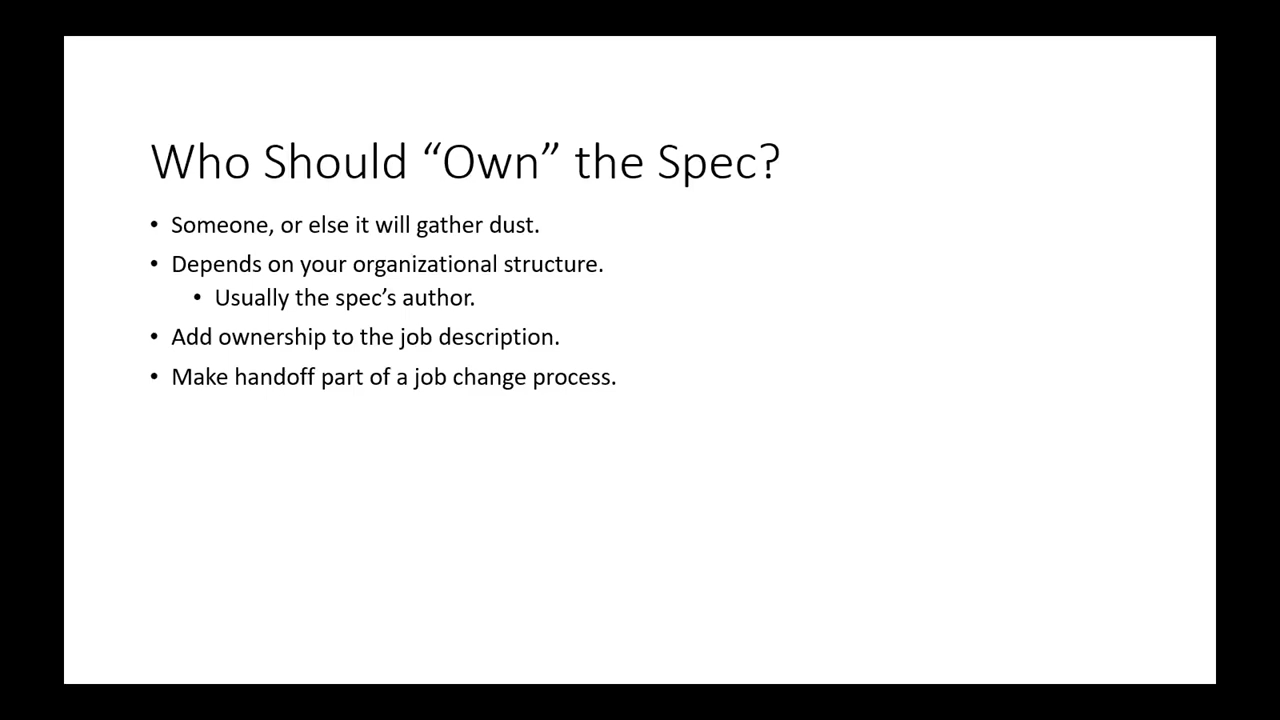 Who Should “Own” the Spec?
• Someone, or else it will gather dust.
• Depends on your organizational structure.
• Usually the spec’s author.
• Add ownership to the job description.
• Make handoff part of a job change process.